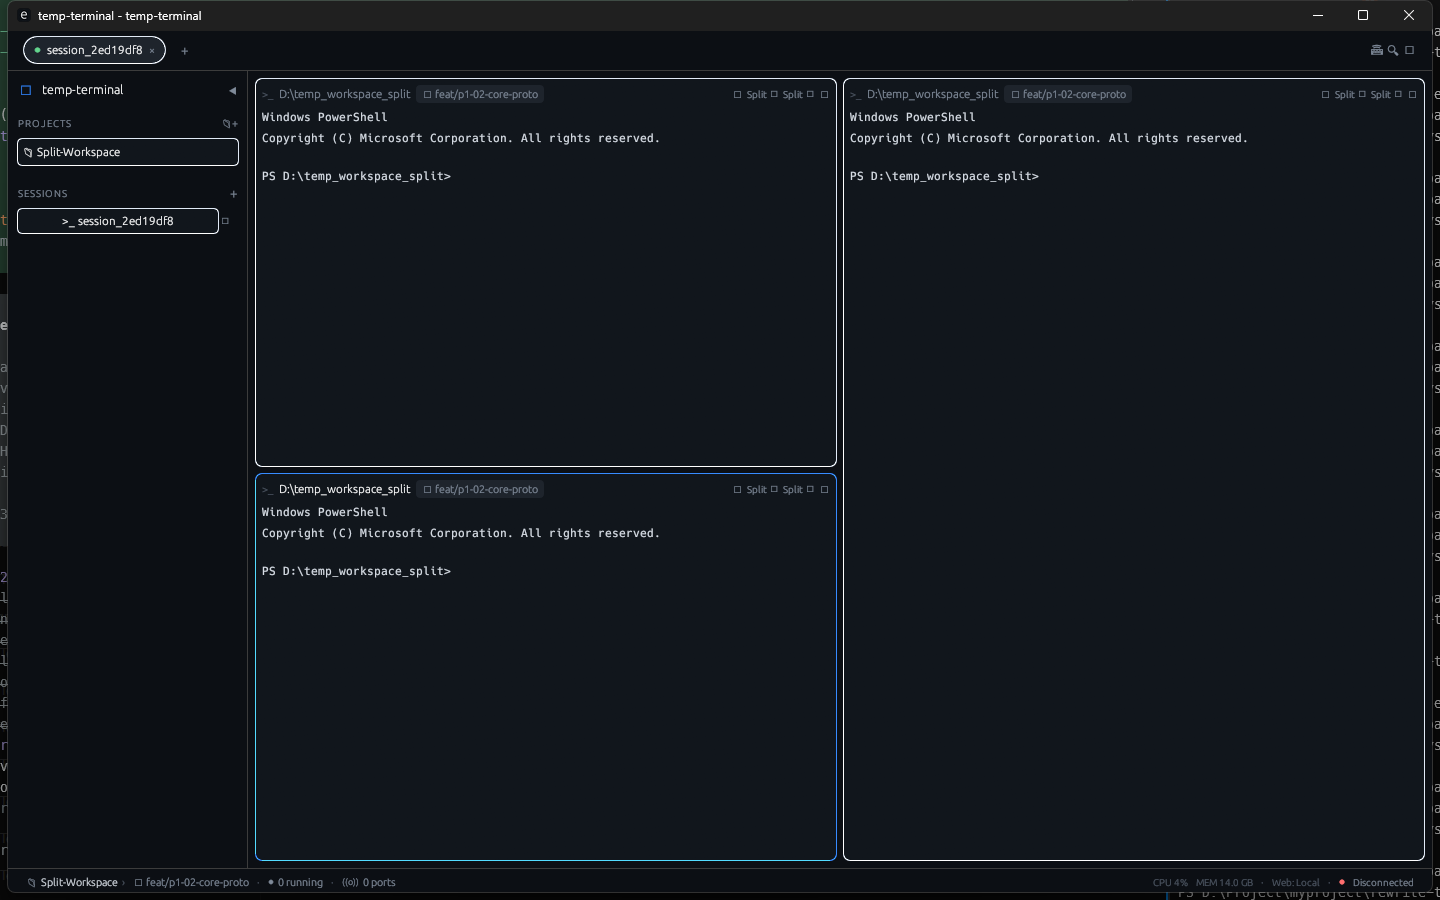 temp-terminal - temp-terminal
session_2ed19df8 × +
temp-terminal
PROJECTS +
Split-Workspace
SESSIONS +
>_ session_2ed19df8
>_ D:\temp_workspace_split feat/p1-02-core-proto Split Split
Windows PowerShell
Copyright (C) Microsoft Corporation. All rights reserved.
PS D:\temp_workspace_split>
>_ D:\temp_workspace_split feat/p1-02-core-proto Split Split
Windows PowerShell
Copyright (C) Microsoft Corporation. All rights reserved.
PS D:\temp_workspace_split>
>_ D:\temp_workspace_split feat/p1-02-core-proto Split Split
Windows PowerShell
Copyright (C) Microsoft Corporation. All rights reserved.
PS D:\temp_workspace_split>
Split-Workspace › feat/p1-02-core-proto · 0 running · ((o)) 0 ports
CPU 4% MEM 14.0 GB · Web: Local · Disconnected